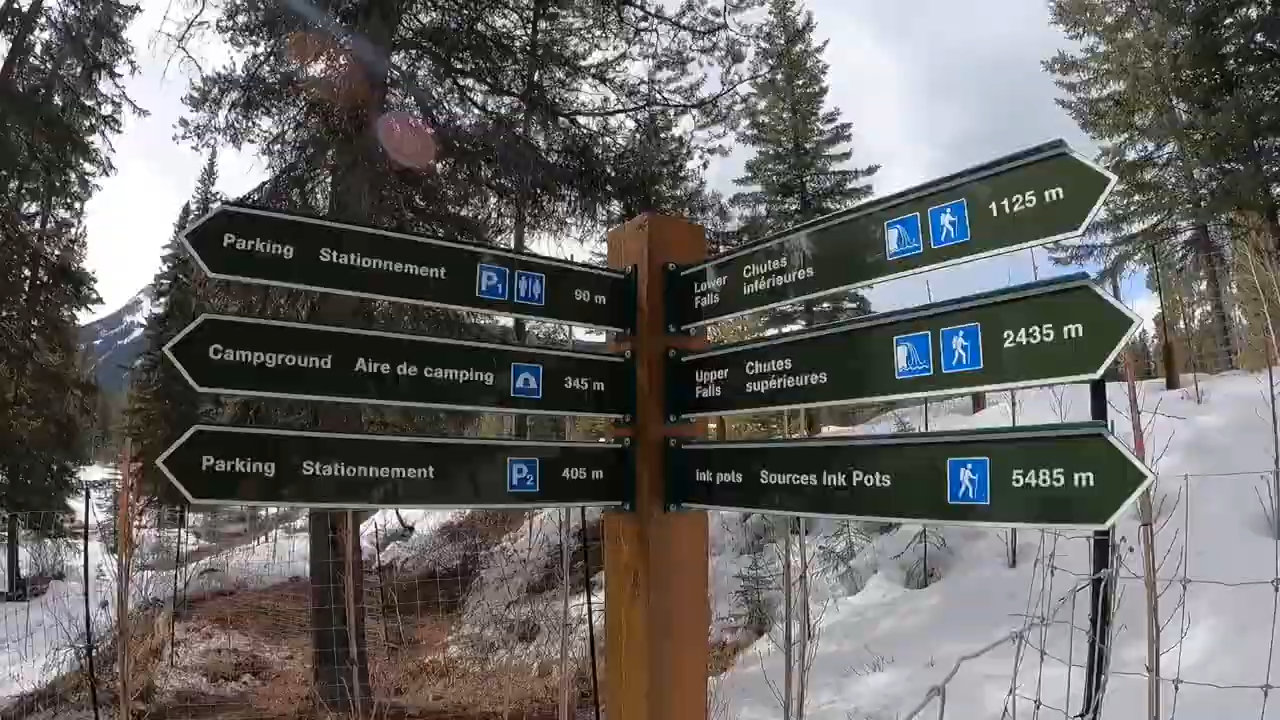 Parking Stationnement P1 90 m
Campground Aire de camping 345 m
Parking Stationnement P2 405 m
Lower Falls Chutes inférieures 1125 m
Upper Falls Chutes supérieures 2435 m
Ink pots Sources Ink Pots 5485 m